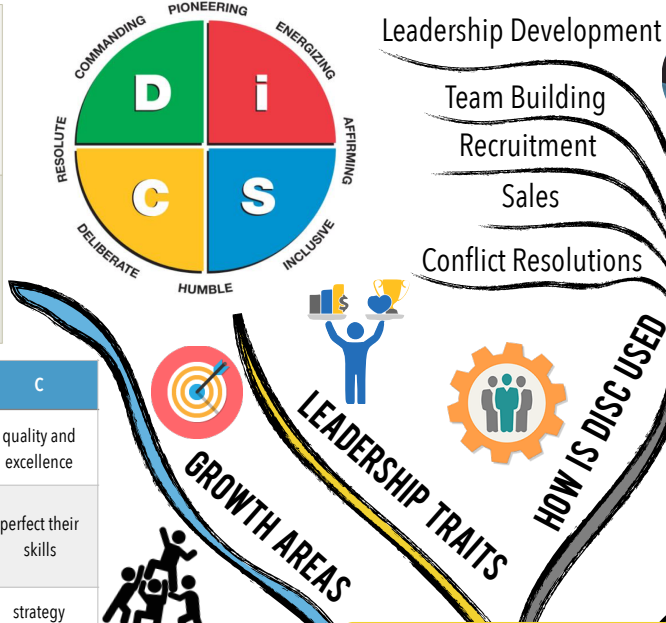 PIONEERING
COMMANDING
ENERGIZING
D
i
RESOLUTE
AFFIRMING
C
S
DELIBERATE
INCLUSIVE
HUMBLE
Leadership Development
Team Building
Recruitment
Sales
Conflict Resolutions
$
HOW IS DISC USED
LEADERSHIP TRAITS
GROWTH AREAS
C
quality and
excellence
perfect their
skills
strategy